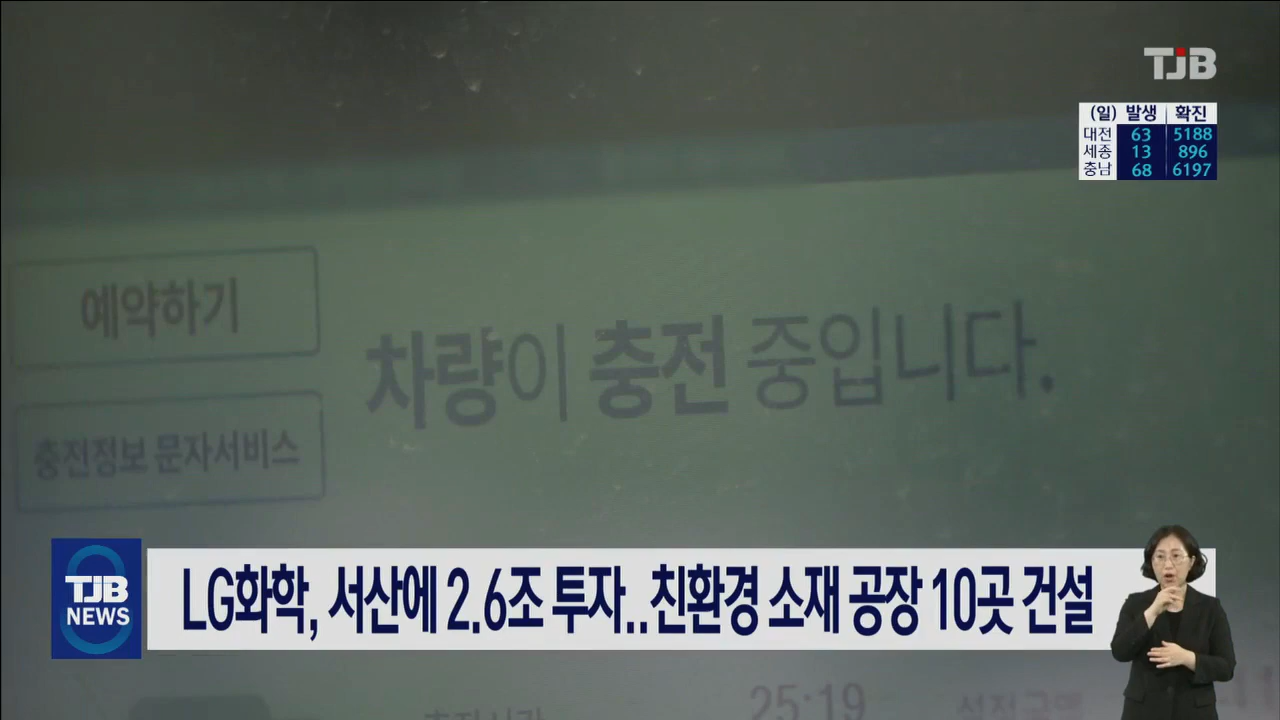 TJB
(일) 발생 확진
대전 63 5188
세종 13 896
충남 68 6197
예약하기
차량이 충전 중입니다.
충전정보 문자서비스
TJB
NEWS
LG화학, 서산에 2.6조 투자..친환경 소재 공장 10곳 건설
25:19